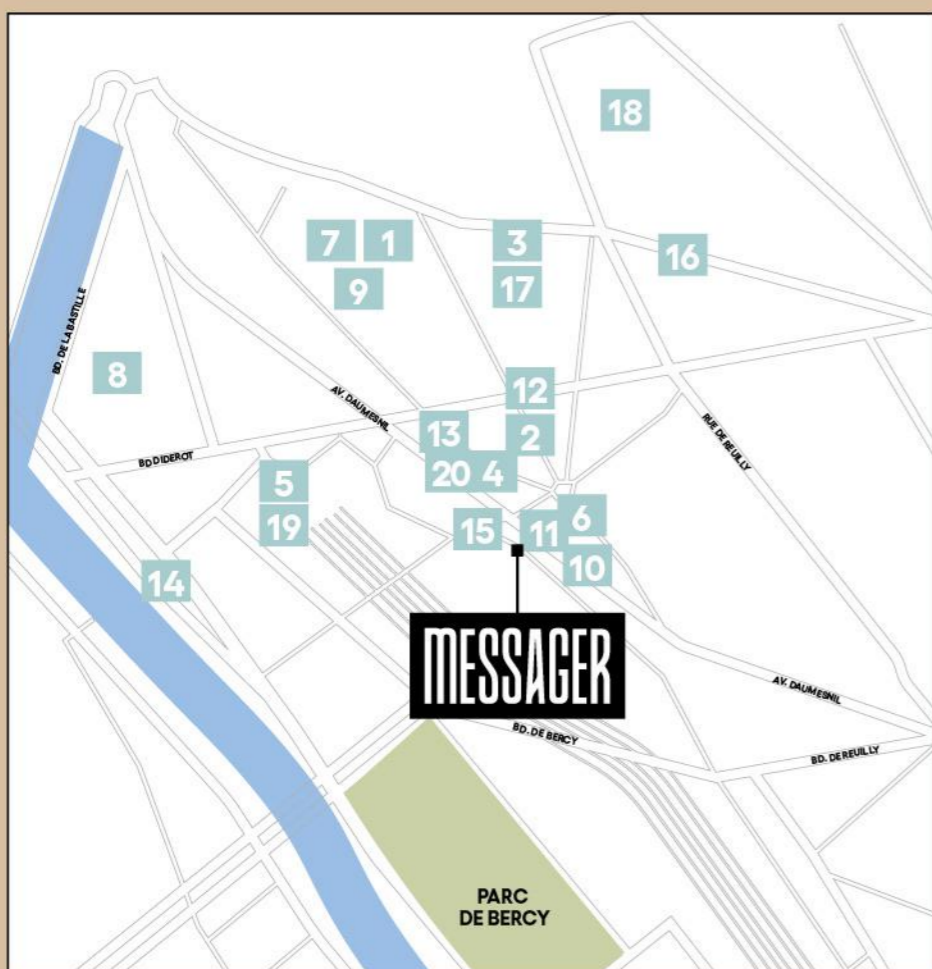 18
7 1 3
16
9 17
BD. DE LA BASTILLE
8
12
AV. DAUMESNIL
13 2
RUE DE REUILLY
BD DIDEROT
20 4
5
6
19 15 11
10
14
MESSAGER
AV. DAUMESNIL
BD. DE BERCY
BD. DE REUILLY
PARC
DE BERCY